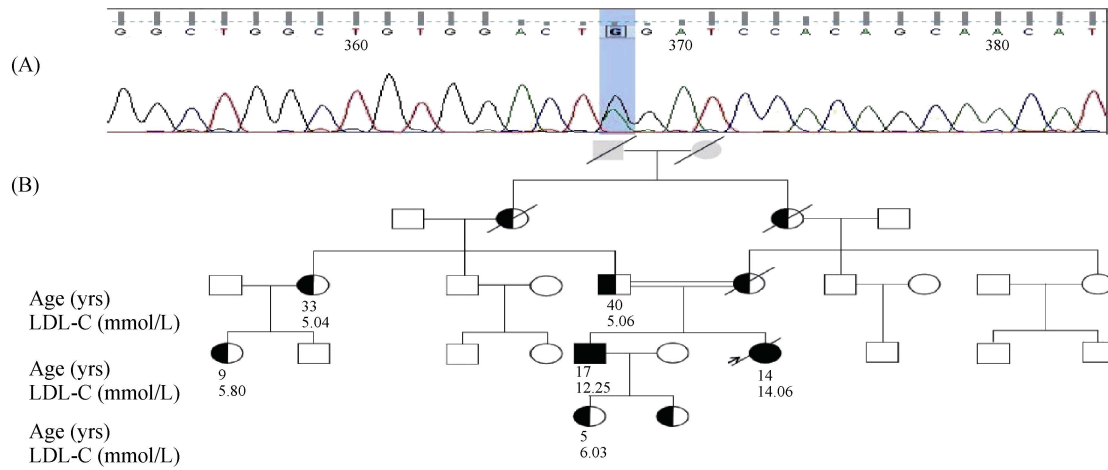 G G C T G G C T G T G G A C T G G A T C C A C A G C A A C A T
360 370 380
(A)
(B)
Age (yrs) 33 40
LDL-C (mmol/L) 5.04 5.06
Age (yrs) 9 17 14
LDL-C (mmol/L) 5.80 12.25 14.06
Age (yrs) 5
LDL-C (mmol/L) 6.03